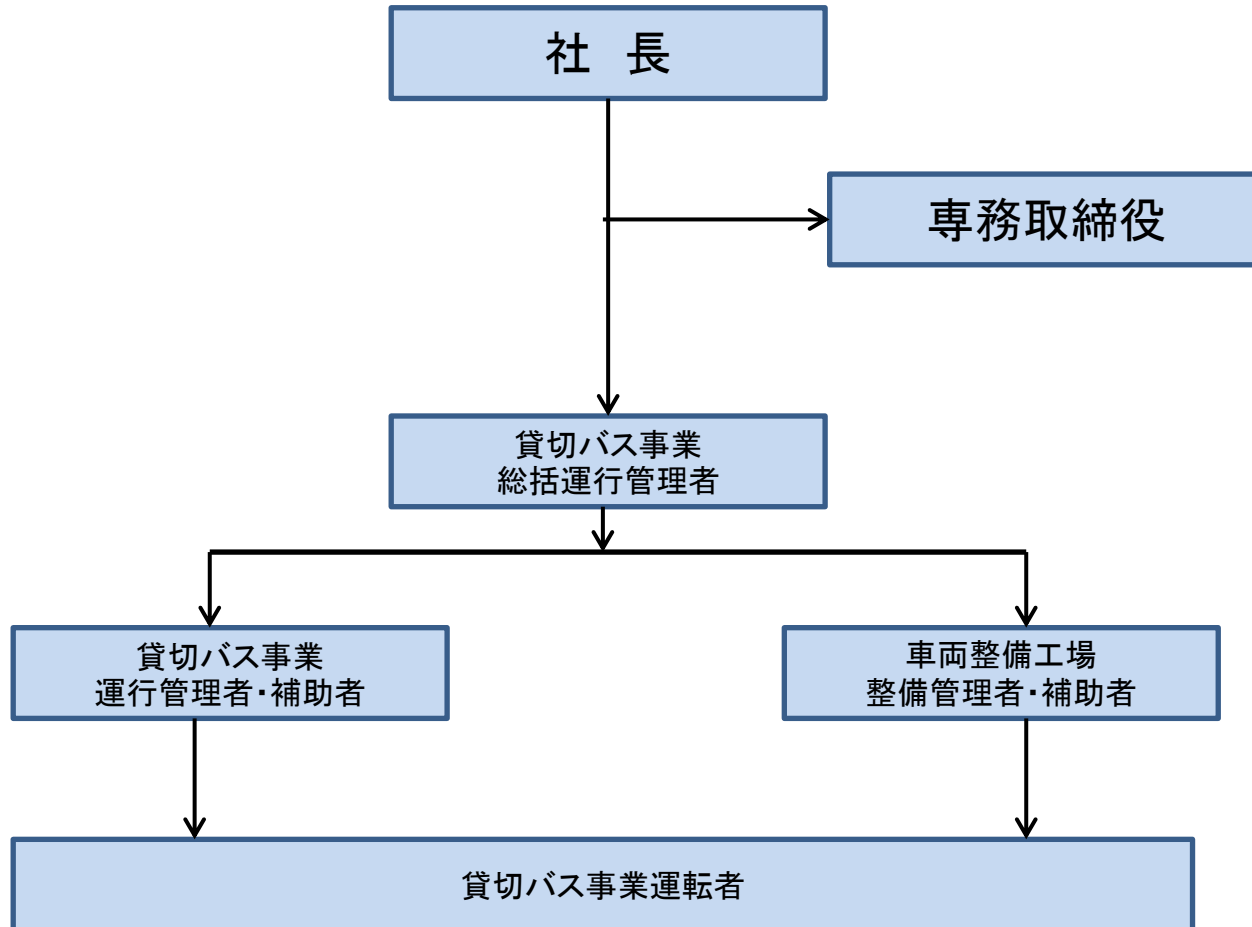 社 長
専務取締役
貸切バス事業
総括運行管理者
貸切バス事業
運行管理者・補助者
車両整備工場
整備管理者・補助者
貸切バス事業運転者